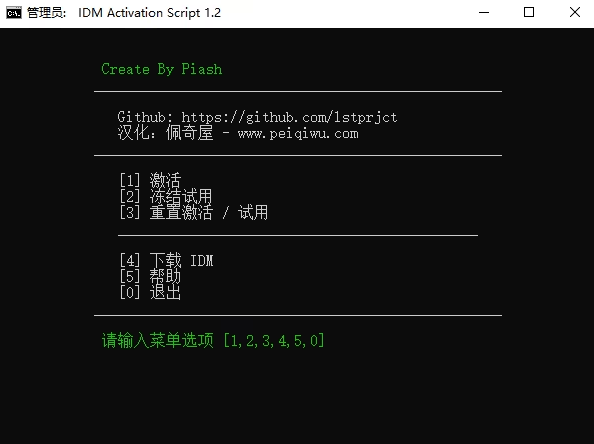 管理员: IDM Activation Script 1.2
Create By Piash
Github: https://github.com/lstprjct
汉化：佩奇屋 - www.peiqiwu.com
[1] 激活
[2] 冻结试用
[3] 重置激活 / 试用
[4] 下载 IDM
[5] 帮助
[0] 退出
请输入菜单选项 [1,2,3,4,5,0]